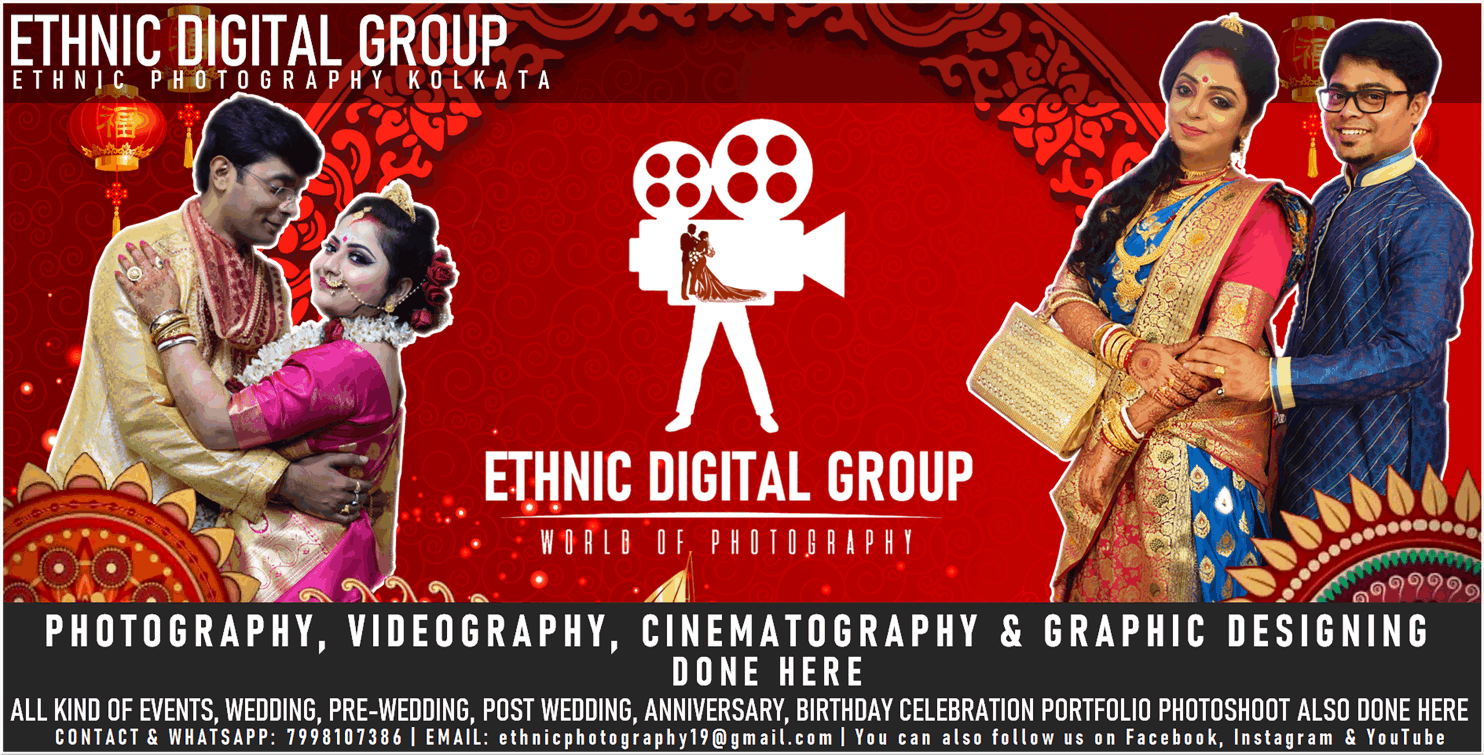 ETHNIC DIGITAL GROUP
ETHNIC PHOTOGRAPHY KOLKATA
福
福
ETHNIC DIGITAL GROUP
WORLD OF PHOTOGRAPHY
PHOTOGRAPHY, VIDEOGRAPHY, CINEMATOGRAPHY & GRAPHIC DESIGNING
DONE HERE
ALL KIND OF EVENTS, WEDDING, PRE-WEDDING, POST WEDDING, ANNIVERSARY, BIRTHDAY CELEBRATION PORTFOLIO PHOTOSHOOT ALSO DONE HERE
CONTACT & WHATSAPP: 7998107386 | EMAIL: ethnicphotography19@gmail.com | You can also follow us on Facebook, Instagram & YouTube